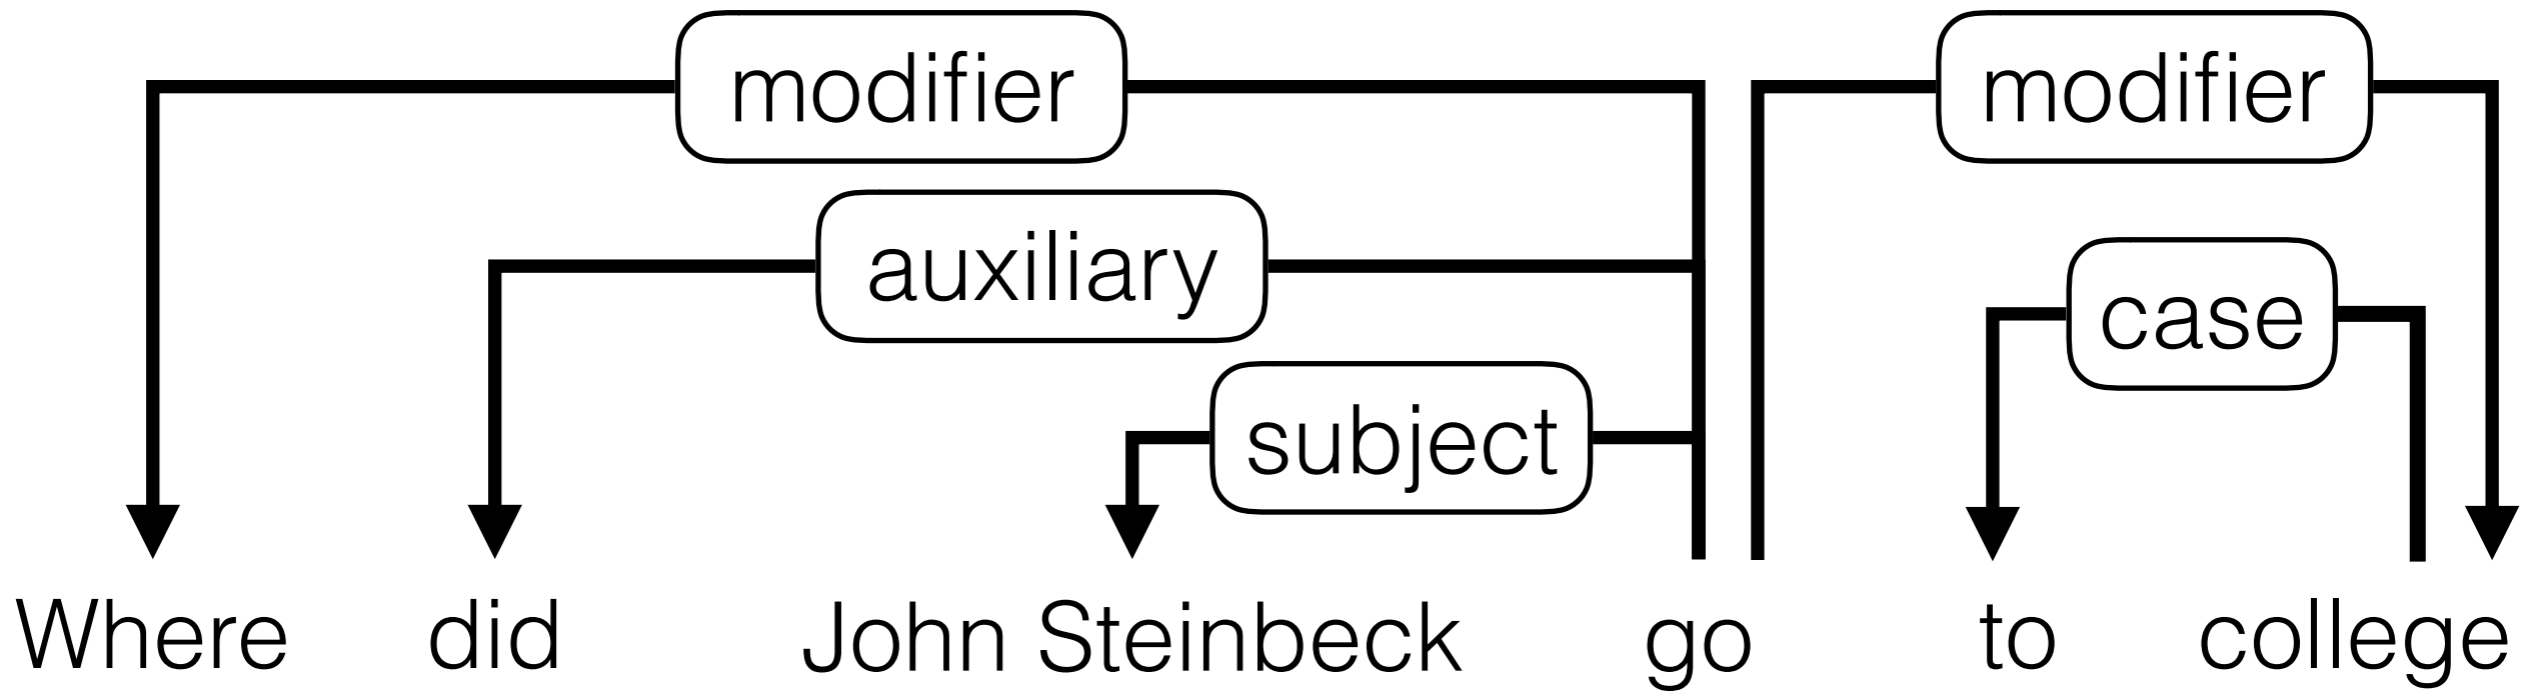 modifier modifier
auxiliary
case
subject
Where did John Steinbeck go to college